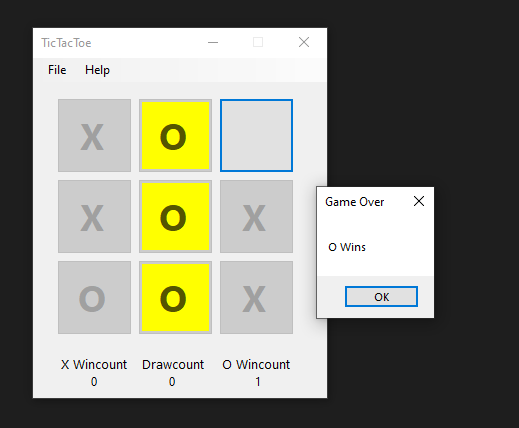 TicTacToe
File Help
X O
X O X
O O X
Game Over
O Wins
OK
X Wincount Drawcount O Wincount
0 0 1